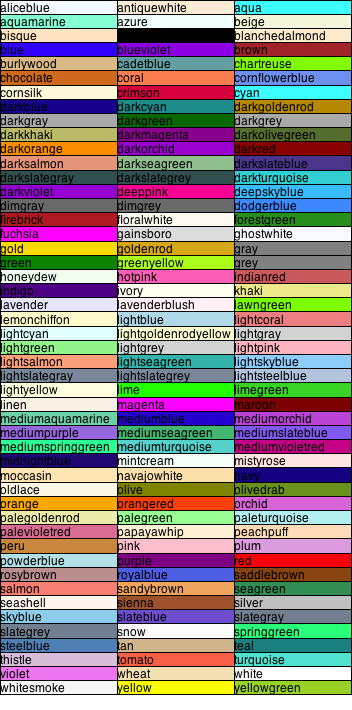 aliceblue antiquewhite aqua
aquamarine azure beige
bisque blanchedalmond
blue blueviolet brown
burlywood cadetblue chartreuse
chocolate coral cornflowerblue
cornsilk crimson cyan
darkblue darkcyan darkgoldenrod
darkgray darkgreen darkgrey
darkkhaki darkmagenta darkolivegreen
darkorange darkorchid darkred
darksalmon darkseagreen darkslateblue
darkslategray darkslategrey darkturquoise
darkviolet deeppink deepskyblue
dimgray dimgrey dodgerblue
firebrick floralwhite forestgreen
fuchsia gainsboro ghostwhite
gold goldenrod gray
green greenyellow grey
honeydew hotpink indianred
indigo ivory khaki
lavender lavenderblush lawngreen
lemonchiffon lightblue lightcoral
lightcyan lightgoldenrodyellow lightgray
lightgreen lightgrey lightpink
lightsalmon lightseagreen lightskyblue
lightslategray lightslategrey lightsteelblue
lightyellow lime limegreen
linen magenta maroon
mediumaquamarine mediumblue mediumorchid
mediumpurple mediumseagreen mediumslateblue
mediumspringgreen mediumturquoise mediumvioletred
midnightblue mintcream mistyrose
moccasin navajowhite navy
oldlace olive olivedrab
orange orangered orchid
palegoldenrod palegreen paleturquoise
palevioletred papayawhip peachpuff
peru pink plum
powderblue purple red
rosybrown royalblue saddlebrown
salmon sandybrown seagreen
seashell sienna silver
skyblue slateblue slategray
slategrey snow springgreen
steelblue tan teal
thistle tomato turquoise
violet wheat white
whitesmoke yellow yellowgreen